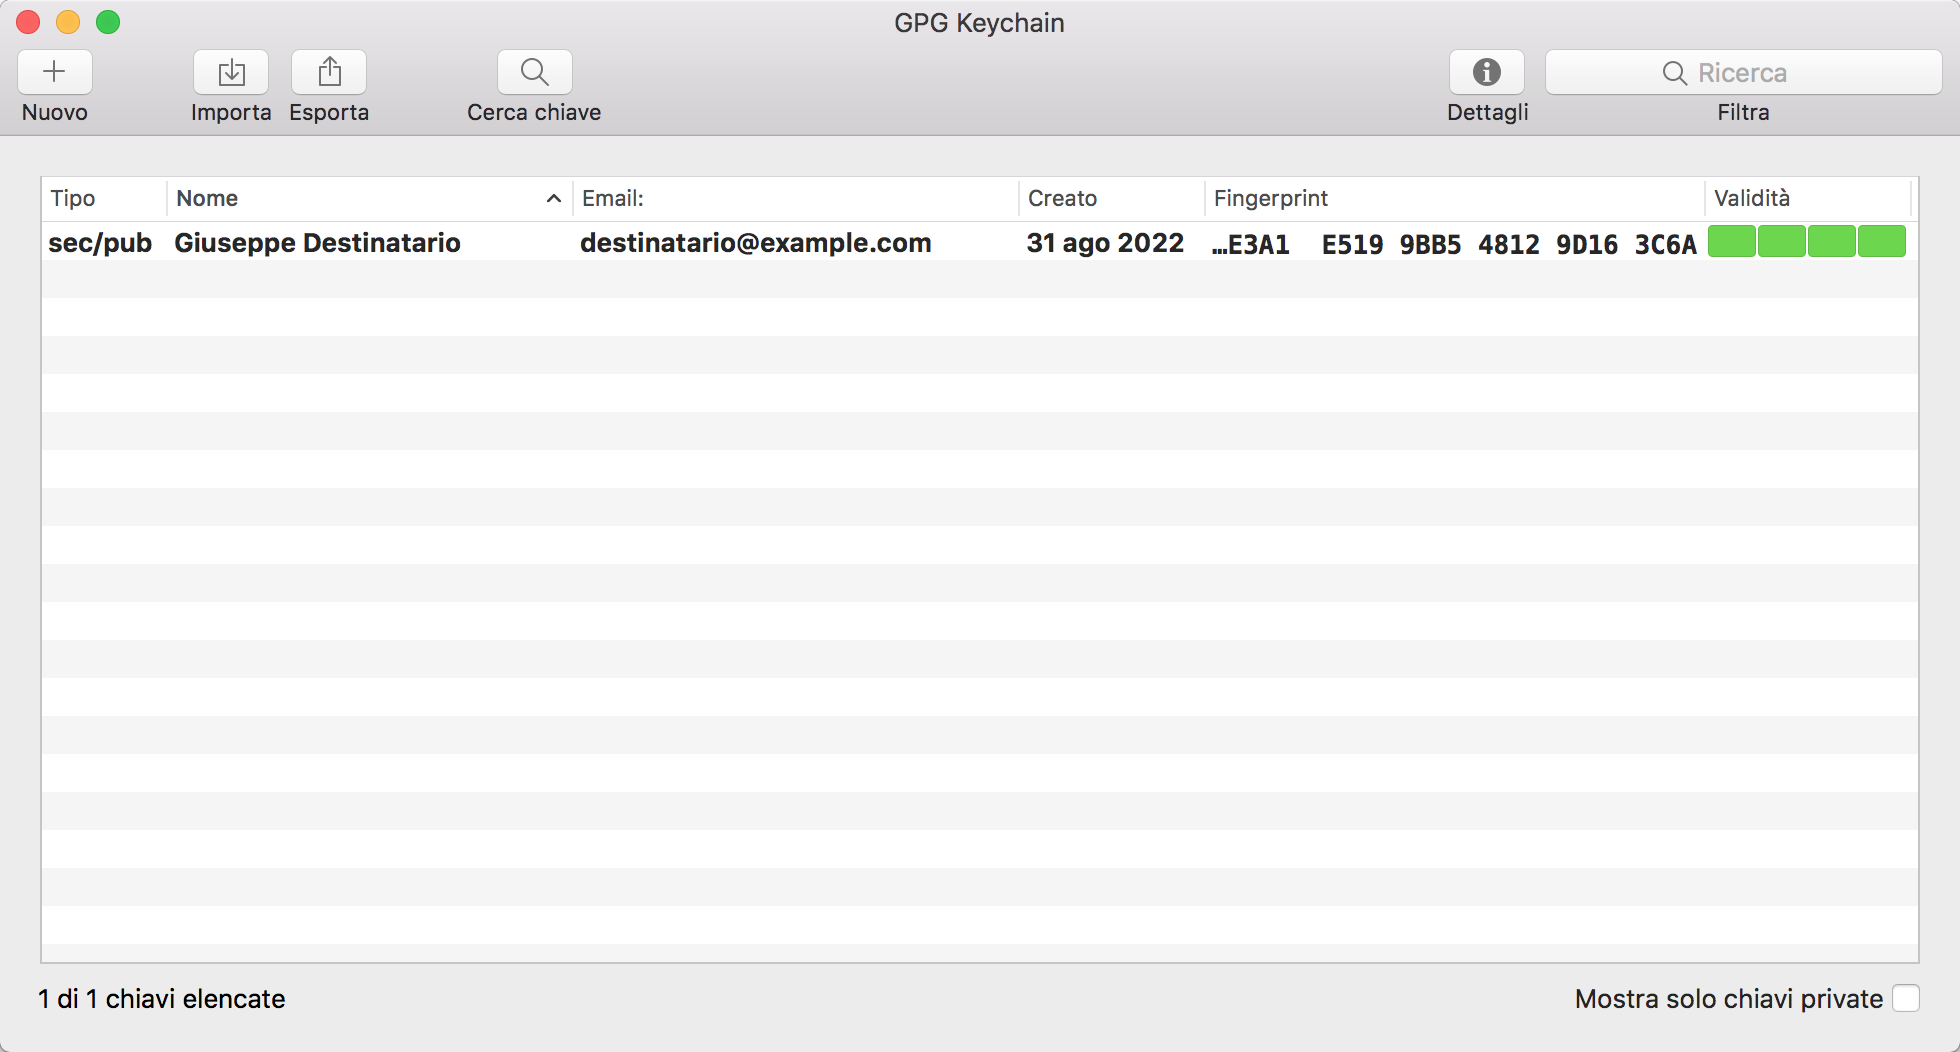 GPG Keychain
Nuovo Importa Esporta Cerca chiave Dettagli Ricerca Filtra
Tipo Nome Email: Creato Fingerprint Validità
sec/pub Giuseppe Destinatario destinatario@example.com 31 ago 2022 …E3A1 E519 9BB5 4812 9D16 3C6A
1 di 1 chiavi elencate Mostra solo chiavi private